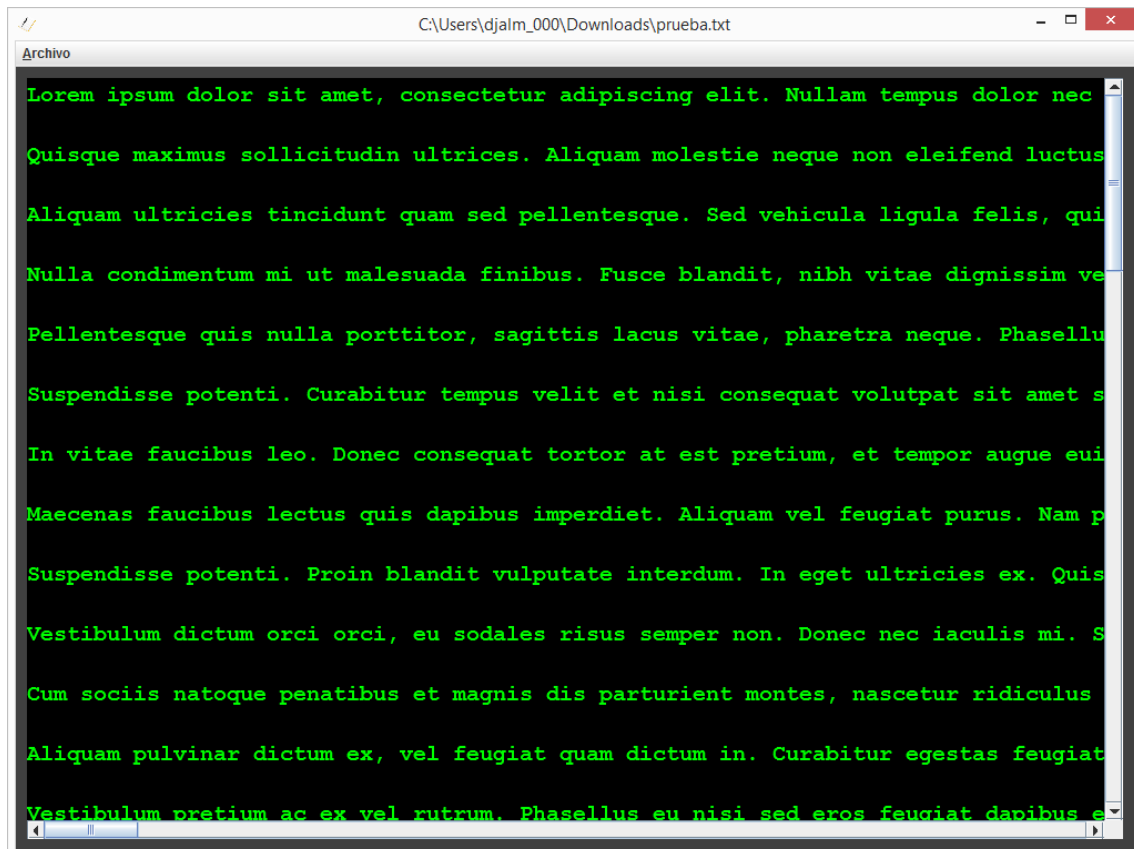 C:\Users\djalm_000\Downloads\prueba.txt
Archivo
Lorem ipsum dolor sit amet, consectetur adipiscing elit. Nullam tempus dolor nec
Quisque maximus sollicitudin ultrices. Aliquam molestie neque non eleifend luctus
Aliquam ultricies tincidunt quam sed pellentesque. Sed vehicula ligula felis, qui
Nulla condimentum mi ut malesuada finibus. Fusce blandit, nibh vitae dignissim ve
Pellentesque quis nulla porttitor, sagittis lacus vitae, pharetra neque. Phasellu
Suspendisse potenti. Curabitur tempus velit et nisi consequat volutpat sit amet s
In vitae faucibus leo. Donec consequat tortor at est pretium, et tempor augue eui
Maecenas faucibus lectus quis dapibus imperdiet. Aliquam vel feugiat purus. Nam p
Suspendisse potenti. Proin blandit vulputate interdum. In eget ultricies ex. Quis
Vestibulum dictum orci orci, eu sodales risus semper non. Donec nec iaculis mi. S
Cum sociis natoque penatibus et magnis dis parturient montes, nascetur ridiculus
Aliquam pulvinar dictum ex, vel feugiat quam dictum in. Curabitur egestas feugiat
Vestibulum pretium ac ex vel rutrum. Phasellus eu nisi sed eros feugiat dapibus e